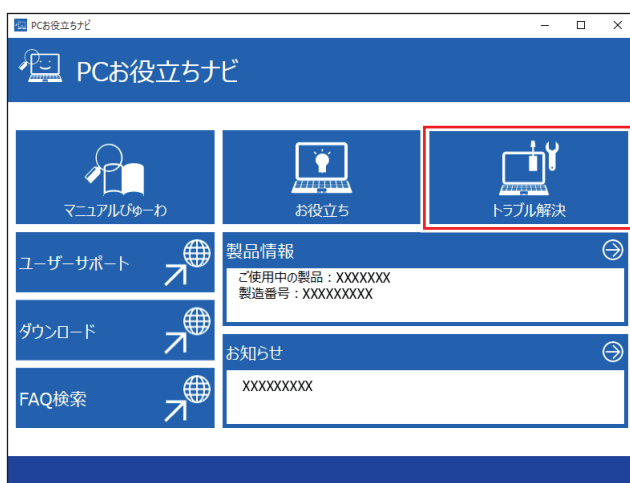 PCお役立ちナビ
PCお役立ちナビ
マニュアルびゅーわ
お役立ち
トラブル解決
ユーザーサポート
製品情報
ご使用中の製品：XXXXXXX
製造番号：XXXXXXXXX
ダウンロード
お知らせ
XXXXXXXXX
FAQ検索